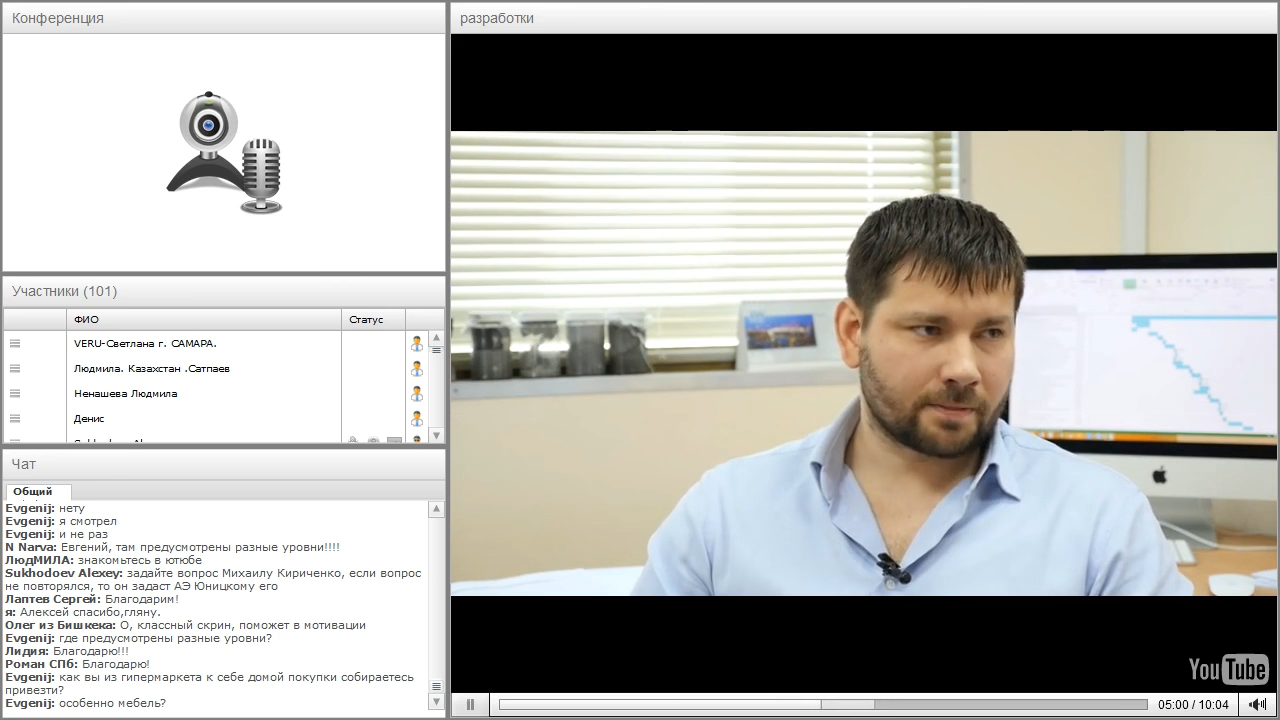 Конференция
разработки
Участники (101)
ФИО
Статус
VERU-Светлана г. САМАРА.
Людмила. Казахстан .Сатпаев
Ненашева Людмила
Денис
Чат
Общий
Evgenij: нету
Evgenij: я смотрел
Evgenij: и не раз
N Narva: Евгений, там предусмотрены разные уровни!!!!
ЛюдМИЛА: знакомьтесь в ютюбе
Sukhodoev Alexey: задайте вопрос Михаилу Кириченко, если вопрос
не повторялся, то он задаст АЭ Юницкому его
Лаптев Сергей: Благодарим!
я: Алексей спасибо,гляну.
Олег из Бишкека: О, классный скрин, поможет в мотивации
Evgenij: где предусмотрены разные уровни?
Лидия: Благодарю!!!
Роман СПб: Благодарю!
Evgenij: как вы из гипермаркета к себе домой покупки собираетесь
привезти?
Evgenij: особенно мебель?
YouTube
05:00 / 10:04